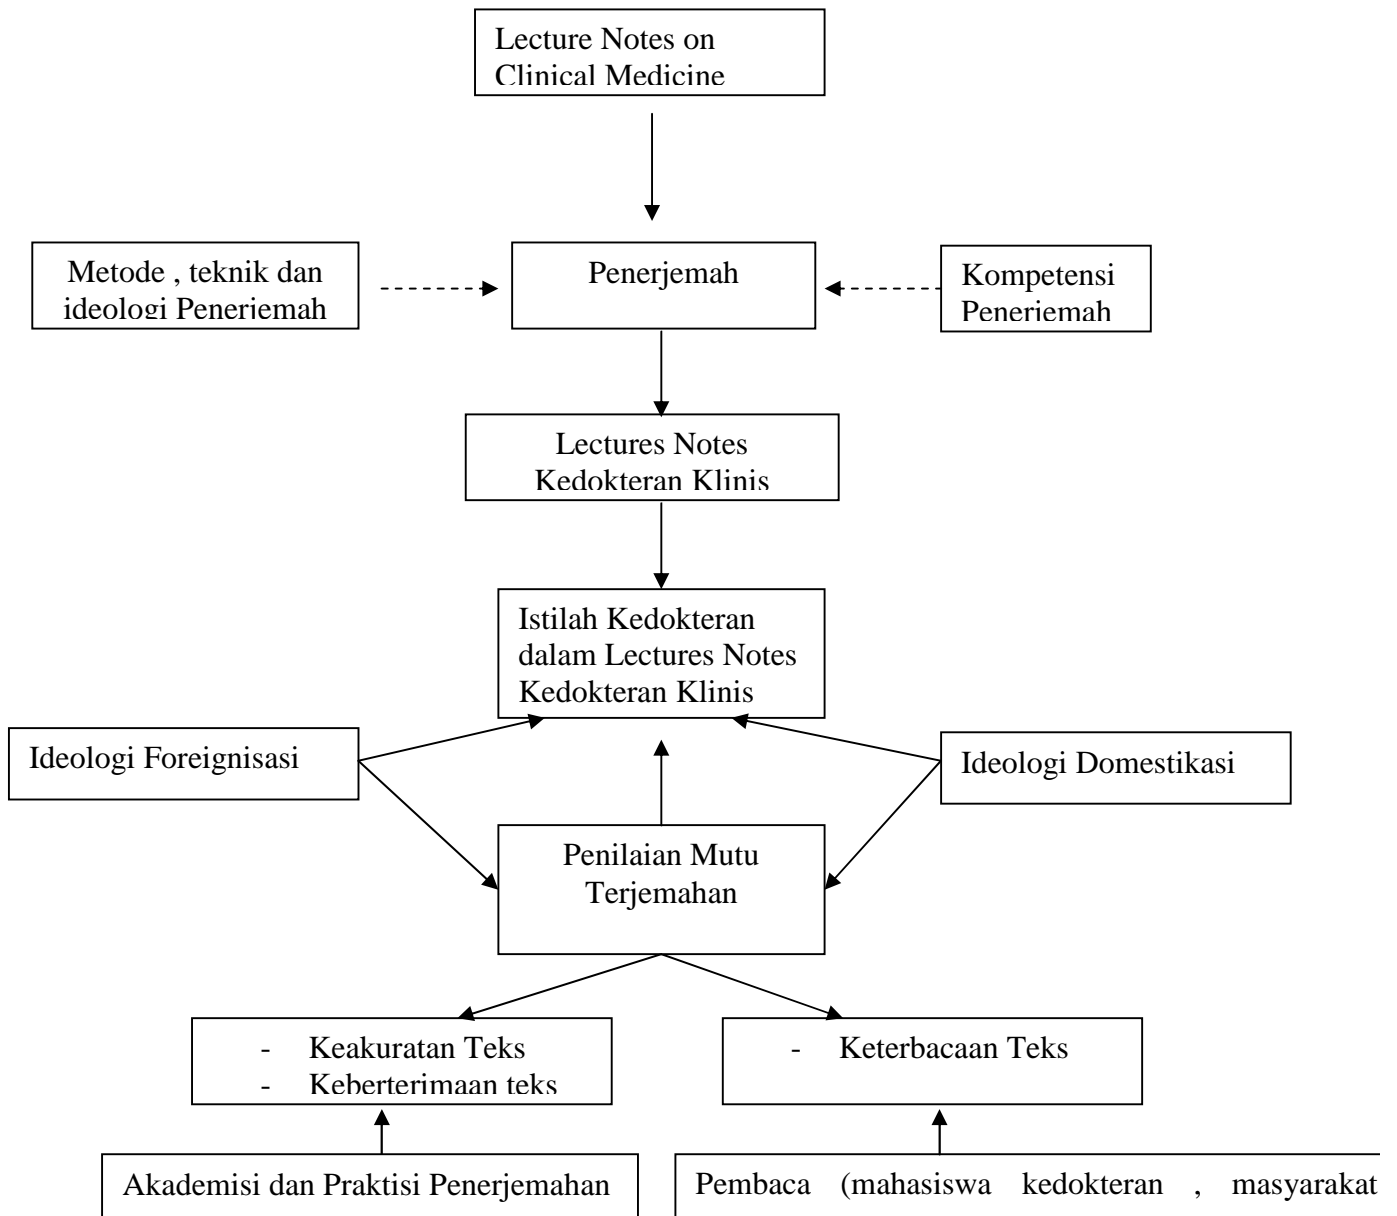 Lecture Notes on
Clinical Medicine
Metode , teknik dan
ideologi Penerjemah
Penerjemah
Kompetensi
Penerjemah
Lectures Notes
Kedokteran Klinis
Istilah Kedokteran
dalam Lectures Notes
Kedokteran Klinis
Ideologi Foreignisasi
Ideologi Domestikasi
Penilaian Mutu
Terjemahan
- Keakuratan Teks
- Keberterimaan teks
- Keterbacaan Teks
Akademisi dan Praktisi Penerjemahan
Pembaca (mahasiswa kedokteran , masyarakat